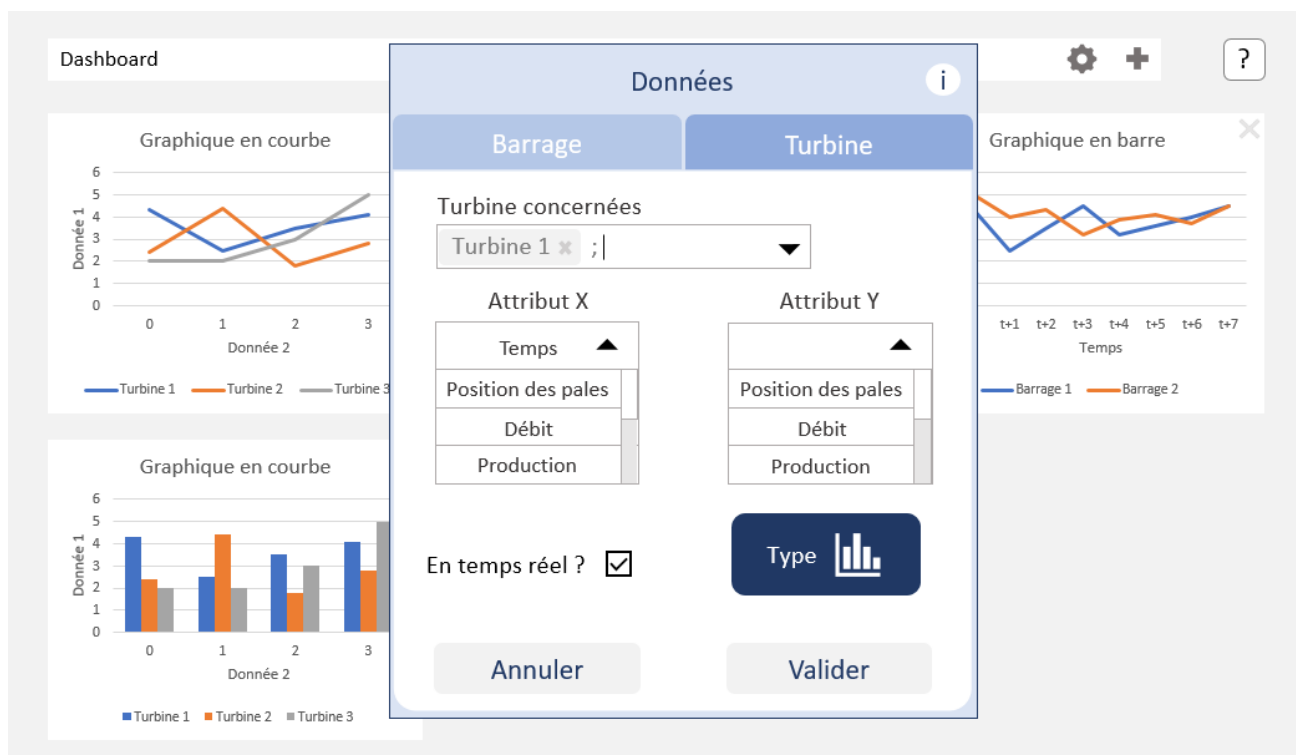 Dashboard
?
Données
i
Barrage
Turbine
Turbine concernées
Turbine 1 ;
Attribut X
Attribut Y
Temps
Position des pales
Position des pales
Débit
Débit
Production
Production
En temps réel ?
Type
Annuler
Valider
Graphique en courbe
6
5
4
3
2
1
0
Donnée 1
0 1 2 3
Donnée 2
Turbine 1 Turbine 2 Turbine 3
Graphique en barre
t+1 t+2 t+3 t+4 t+5 t+6 t+7
Temps
Barrage 1 Barrage 2
Graphique en courbe
6
5
4
3
2
1
0
Donnée 1
0 1 2 3
Donnée 2
Turbine 1 Turbine 2 Turbine 3